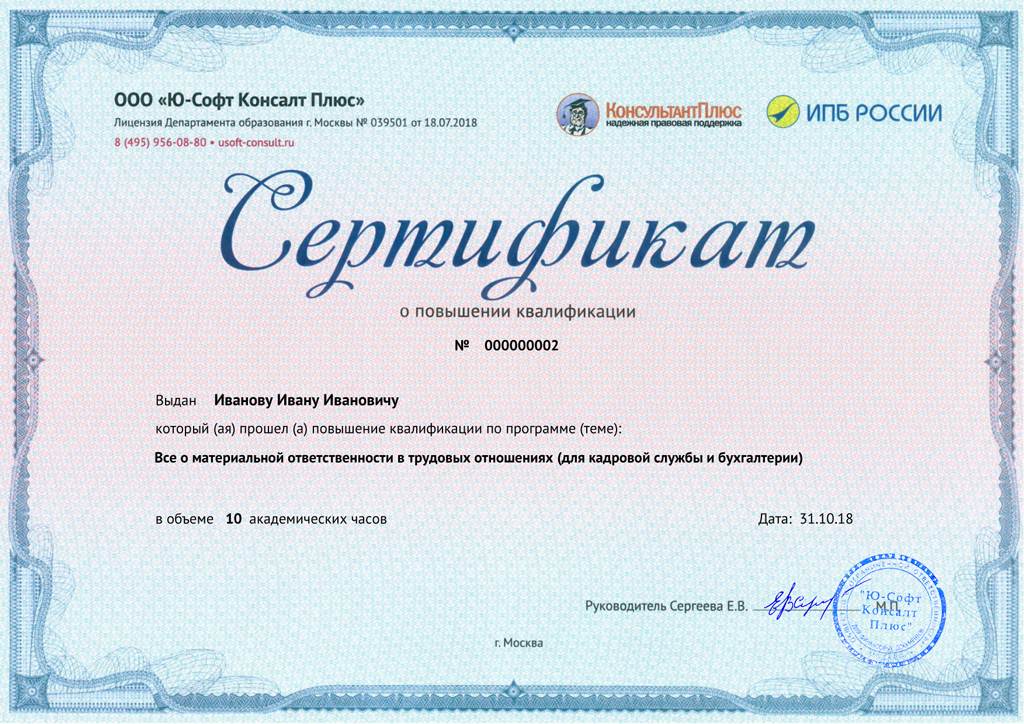 ООО «Ю-Софт Консалт Плюс»
Лицензия Департамента образования г. Москвы № 039501 от 18.07.2018
8 (495) 956-08-80 • usoft-consult.ru
КонсультантПлюс
надежная правовая поддержка
ИПБ РОССИИ
Сертификат
о повышении квалификации
№ 000000002
Выдан Иванову Ивану Ивановичу
который (ая) прошел (а) повышение квалификации по программе (теме):
Все о материальной ответственности в трудовых отношениях (для кадровой службы и бухгалтерии)
в объеме 10 академических часов
Дата: 31.10.18
Руководитель Сергеева Е.В.
М.П.
"Ю-Софт
Консалт
Плюс"
г. Москва